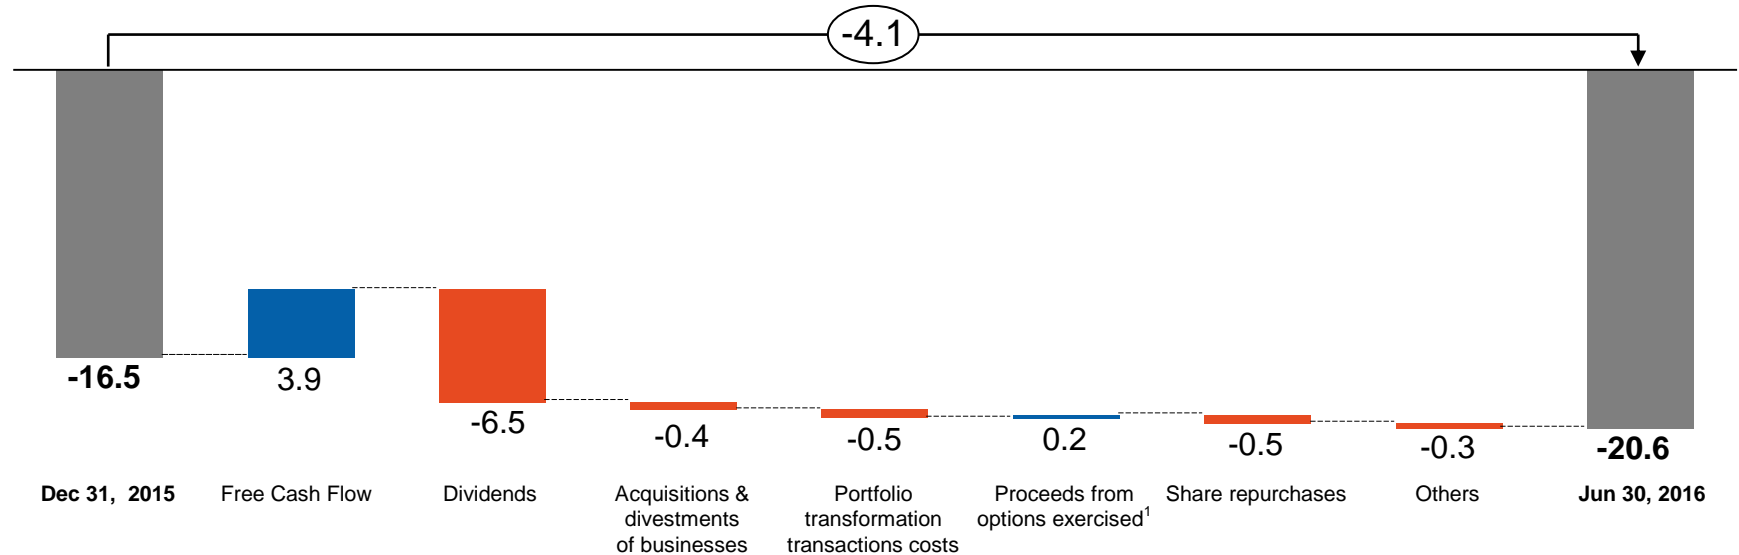 -4.1
-16.5
3.9
-6.5
-0.4
-0.5
0.2
-0.5
-0.3
-20.6
Dec 31, 2015
Free Cash Flow
Dividends
Acquisitions &
divestments
of businesses
Portfolio
transformation
transactions costs
Proceeds from
options exercised1
Share repurchases
Others
Jun 30, 2016